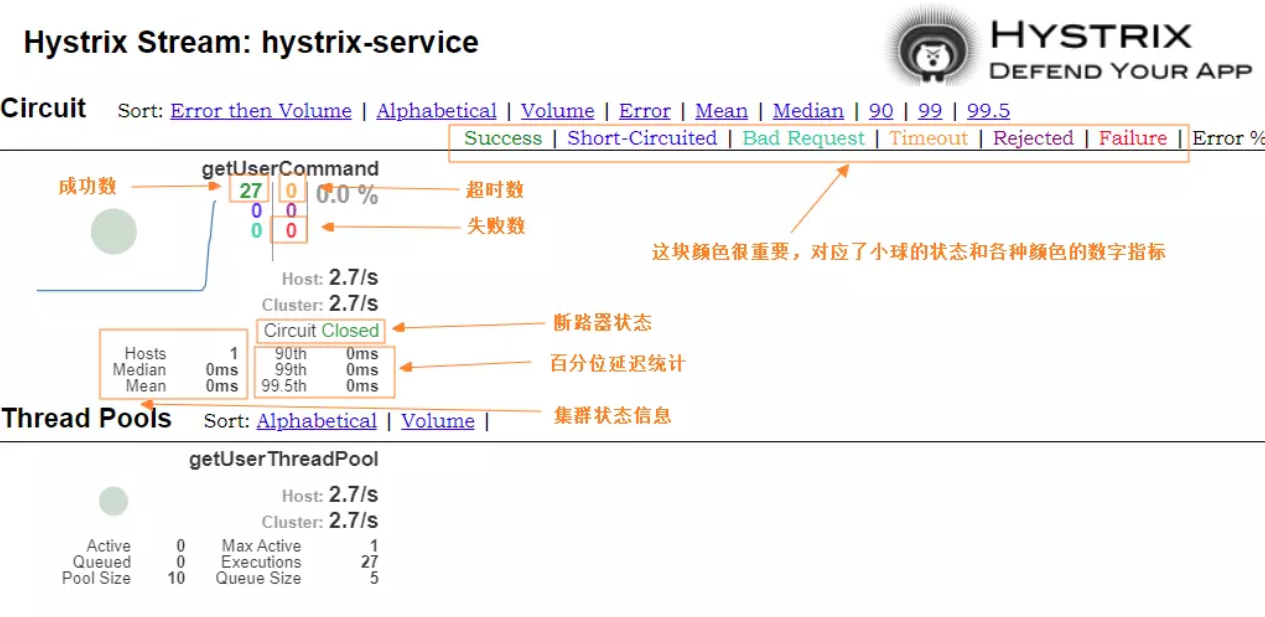 Hystrix Stream: hystrix-service
HYSTRIX
DEFEND YOUR APP
Circuit Sort: Error then Volume | Alphabetical | Volume | Error | Mean | Median | 90 | 99 | 99.5
Success | Short-Circuited | Bad Request | Timeout | Rejected | Failure | Error %
getUserCommand
成功数
27 0 0.0 %
超时数
0 0
0 0
失败数
这块颜色很重要，对应了小球的状态和各种颜色的数字指标
Host: 2.7/s
Cluster: 2.7/s
Circuit Closed
断路器状态
Hosts 1 90th 0ms
Median 0ms 99th 0ms
Mean 0ms 99.5th 0ms
百分位延迟统计
集群状态信息
Thread Pools Sort: Alphabetical | Volume |
getUserThreadPool
Host: 2.7/s
Cluster: 2.7/s
Active 0 Max Active 1
Queued 0 Executions 27
Pool Size 10 Queue Size 5